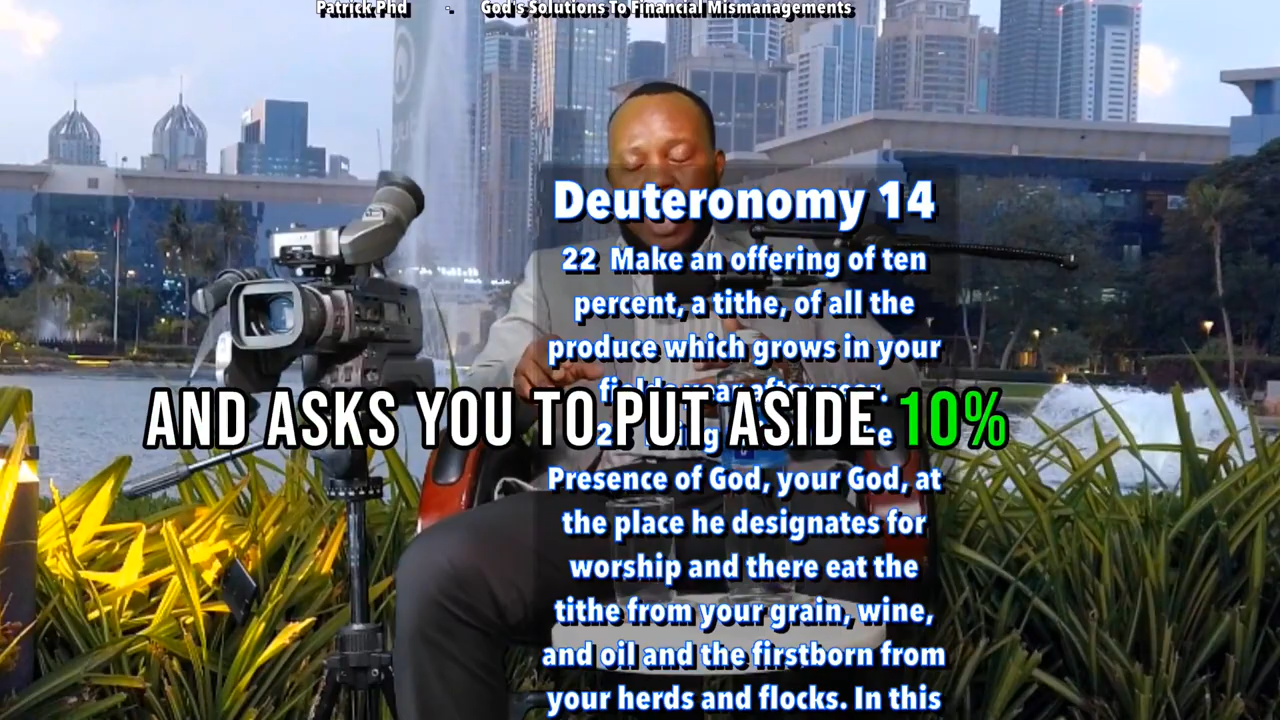 Patrick Phd - God's Solutions To Financial Mismanagements
Deuteronomy 14
22 Make an offering of ten
percent, a tithe, of all the
produce which grows in your
year after year.
AND ASKS YOU TO PUT ASIDE 10%
Presence of God, your God, at
the place he designates for
worship and there eat the
tithe from your grain, wine,
and oil and the firstborn from
your herds and flocks. In this